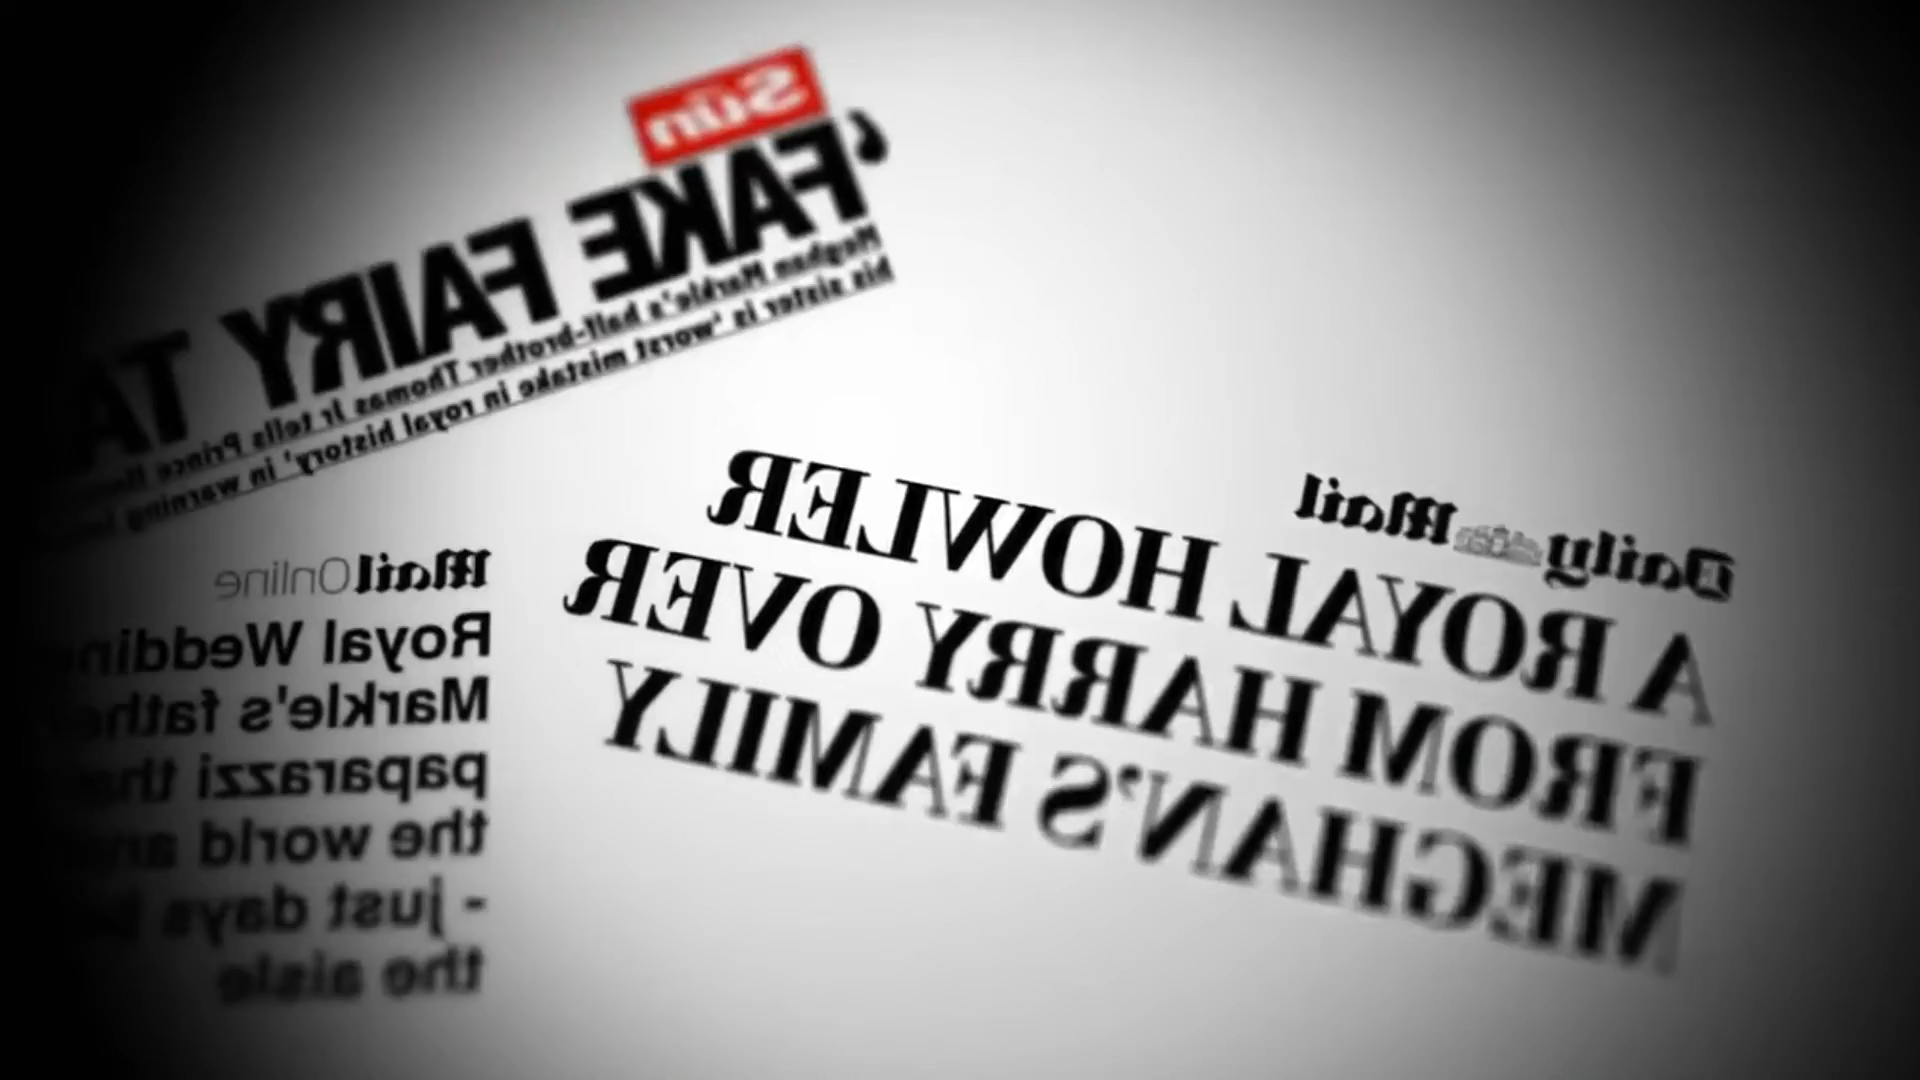 Sun
'FAKE FAIRY TA
Meghan Markle's half-brother Thomas Jr tells Prince
his sister is 'worst mistake in royal history' in warning
Daily Mail
A ROYAL HOWLER
FROM HARRY OVER
MEGHAN'S FAMILY
MailOnline
Royal Weddin
Markle's fathe
paparazzi tha
the world an
- just days
the aisle